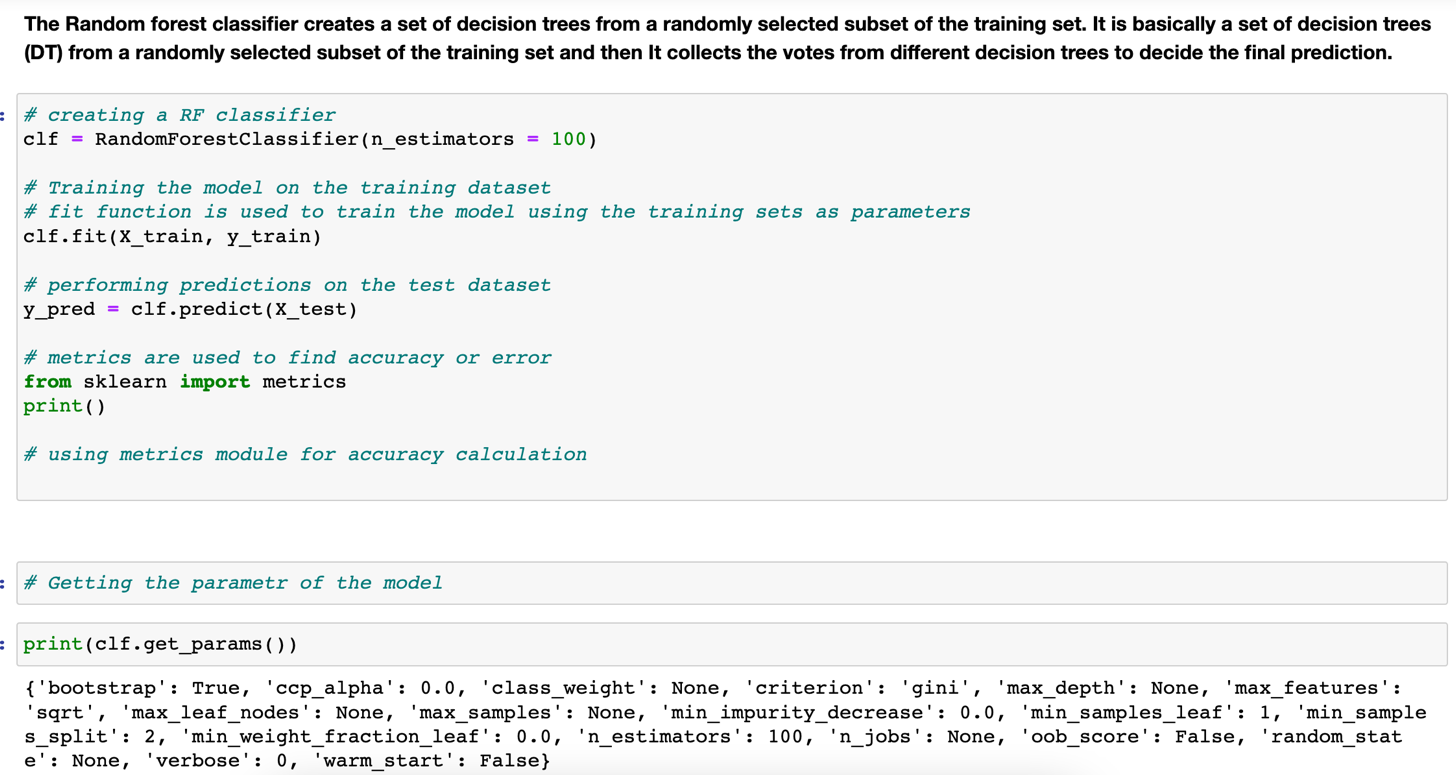 The Random forest classifier creates a set of decision trees from a randomly selected subset of the training set. It is basically a set of decision trees
(DT) from a randomly selected subset of the training set and then It collects the votes from different decision trees to decide the final prediction.
: # creating a RF classifier
clf = RandomForestClassifier(n_estimators = 100)
# Training the model on the training dataset
# fit function is used to train the model using the training sets as parameters
clf.fit(X_train, y_train)
# performing predictions on the test dataset
y_pred = clf.predict(X_test)
# metrics are used to find accuracy or error
from sklearn import metrics
print()
# using metrics module for accuracy calculation
: # Getting the parametr of the model
: print(clf.get_params())
{'bootstrap': True, 'ccp_alpha': 0.0, 'class_weight': None, 'criterion': 'gini', 'max_depth': None, 'max_features':
'sqrt', 'max_leaf_nodes': None, 'max_samples': None, 'min_impurity_decrease': 0.0, 'min_samples_leaf': 1, 'min_sample
s_split': 2, 'min_weight_fraction_leaf': 0.0, 'n_estimators': 100, 'n_jobs': None, 'oob_score': False, 'random_stat
e': None, 'verbose': 0, 'warm_start': False}